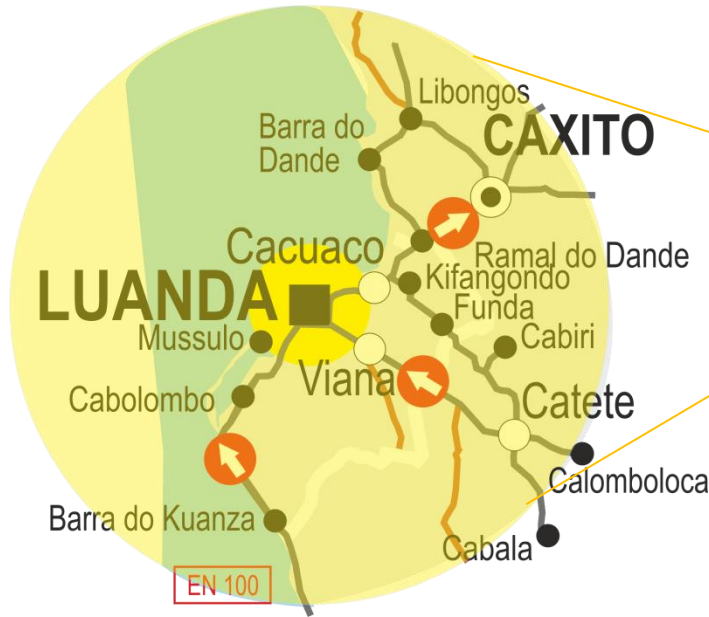 Libongos
Barra do
Dande
CAXITO
Cacuaco
Ramal do Dande
LUANDA
Kifangondo
Funda
Mussulo
Cabiri
Viana
Cabolombo
Catete
Calomboloca
Barra do Kuanza
Cabala
EN 100